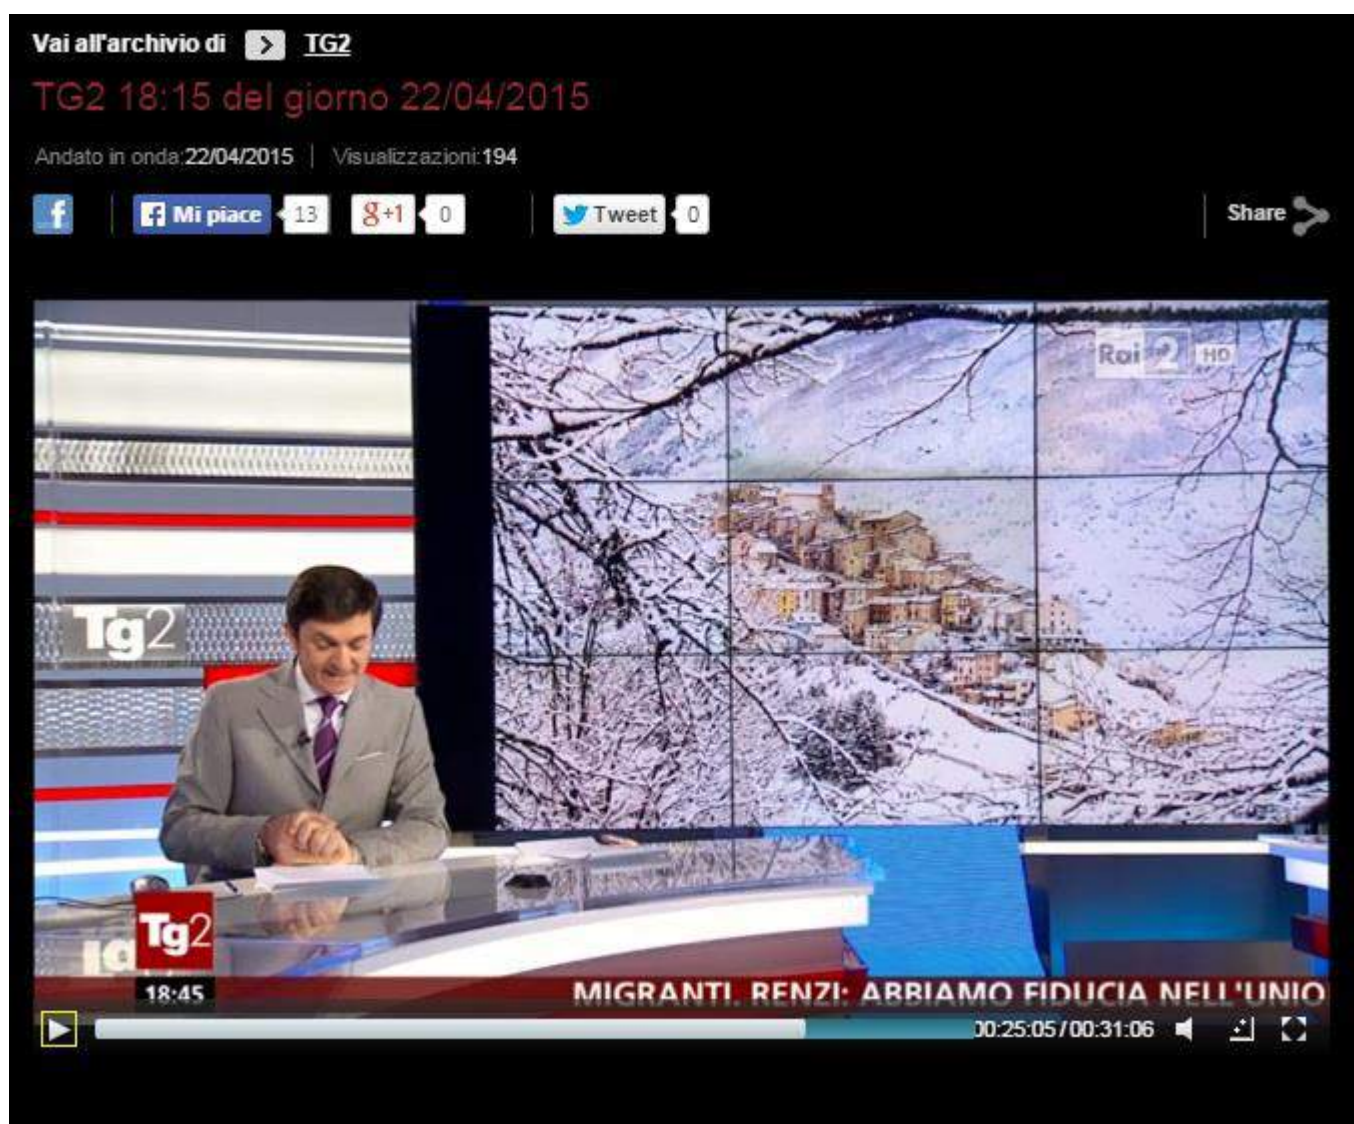 Vai all'archivio di > TG2
TG2 18:15 del giorno 22/04/2015
Andato in onda:22/04/2015 | Visualizzazioni:194
f
f Mi piace 13
g+1 0
Tweet 0
Share
Rai 2 HD
Tg2
Tg2
18:45
MIGRANTI. RENZI: ABBIAMO FIDUCIA NELL'UNIO
00:25:05/00:31:06